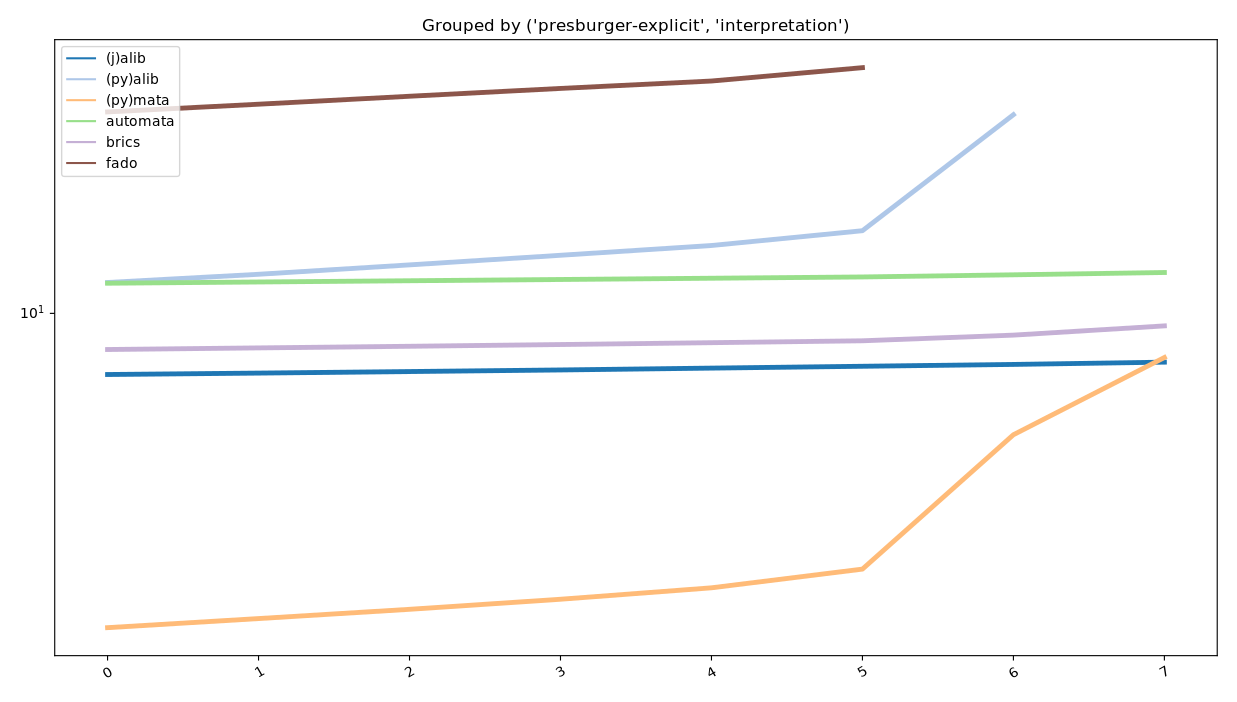 Grouped by ('presburger-explicit', 'interpretation')
(j)alib
(py)alib
(py)mata
automata
brics
fado
10¹
0 1 2 3 4 5 6 7